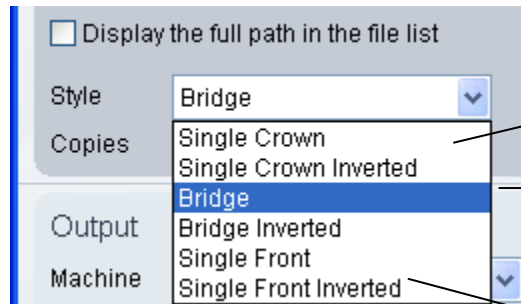 Display the full path in the file list
Style Bridge
Copies Single Crown
Single Crown Inverted
Bridge
Output Bridge Inverted
Single Front
Machine Single Front Inverted